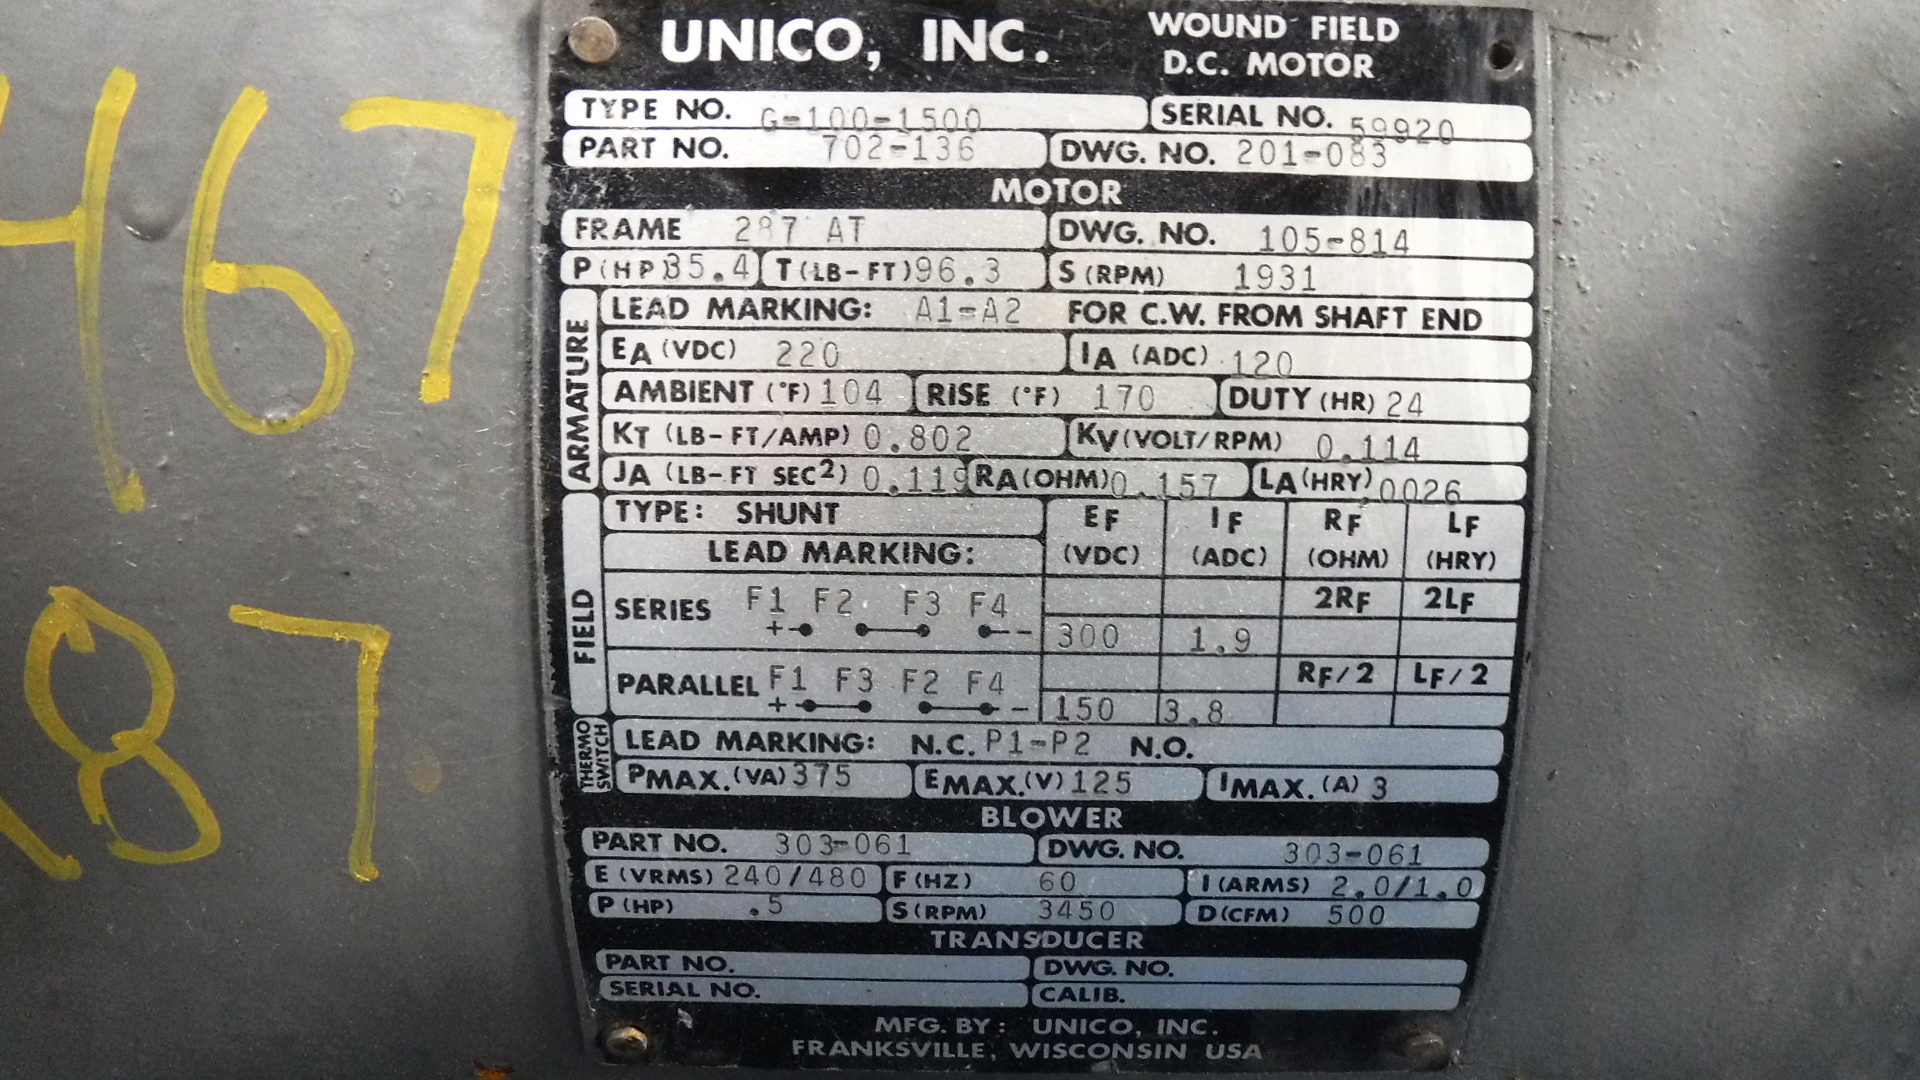 467
87
UNICO, INC.
WOUND FIELD
D.C. MOTOR
TYPE NO. G-100-1500 SERIAL NO. 59920
PART NO. 702-136 DWG. NO. 201-083
MOTOR
FRAME 287 AT DWG. NO. 105-814
P(HP)35.4 T(LB-FT)96.3 S(RPM) 1931
ARMATURE
LEAD MARKING: A1-A2 FOR C.W. FROM SHAFT END
EA (VDC) 220 IA (ADC) 120
AMBIENT (°F) 104 RISE (°F) 170 DUTY (HR) 24
KT (LB-FT/AMP) 0.802 KV(VOLT/RPM) 0.114
JA (LB-FT SEC²) 0.119 RA(OHM)0.157 LA(HRY).0026
FIELD
TYPE: SHUNT EF IF RF LF
LEAD MARKING: (VDC) (ADC) (OHM) (HRY)
SERIES F1 F2 F3 F4 2RF 2LF
+ - 300 1.9
PARALLEL F1 F3 F2 F4 RF/2 LF/2
+ - 150 3.8
THERMO SWITCH
LEAD MARKING: N.C. P1-P2 N.O.
PMAX.(VA)375 EMAX.(V)125 IMAX.(A) 3
BLOWER
PART NO. 303-061 DWG. NO. 303-061
E (VRMS) 240/480 F(HZ) 60 I(ARMS) 2.0/1.0
P(HP) .5 S(RPM) 3450 D(CFM) 500
TRANSDUCER
PART NO. DWG. NO.
SERIAL NO. CALIB.
MFG. BY: UNICO, INC.
FRANKSVILLE, WISCONSIN USA